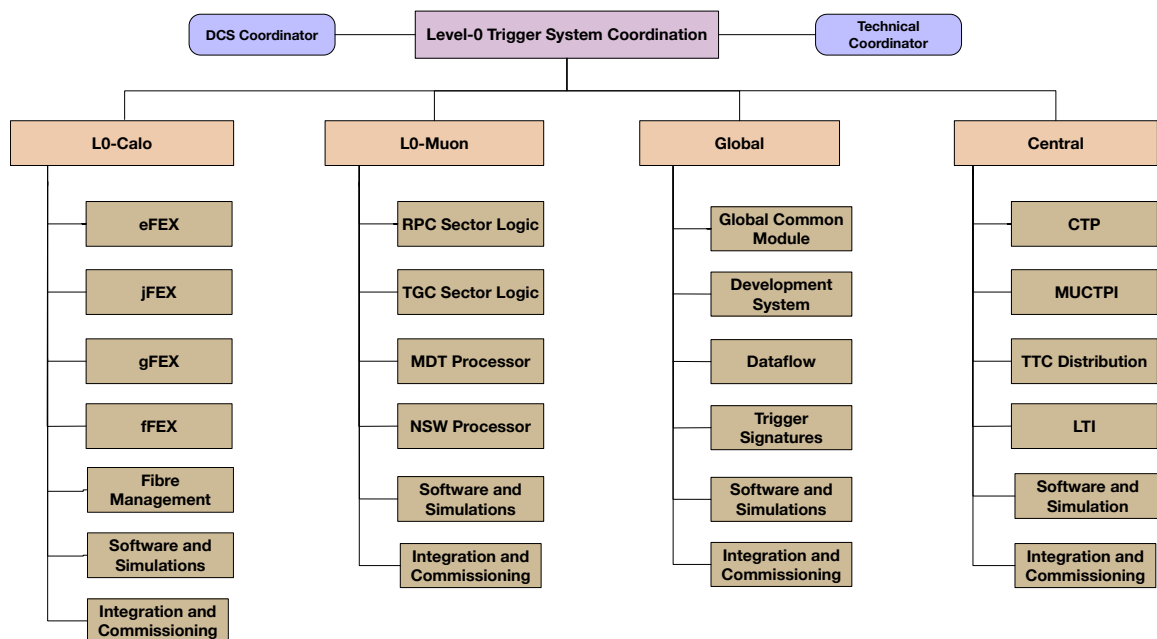 DCS Coordinator
Level-0 Trigger System Coordination
Technical
Coordinator
L0-Calo
eFEX
jFEX
gFEX
fFEX
Fibre
Management
Software and
Simulations
Integration and
Commissioning
L0-Muon
RPC Sector Logic
TGC Sector Logic
MDT Processor
NSW Processor
Software and
Simulations
Integration and
Commissioning
Global
Global Common
Module
Development
System
Dataflow
Trigger
Signatures
Software and
Simulations
Integration and
Commissioning
Central
CTP
MUCTPI
TTC Distribution
LTI
Software and
Simulation
Integration and
Commissioning